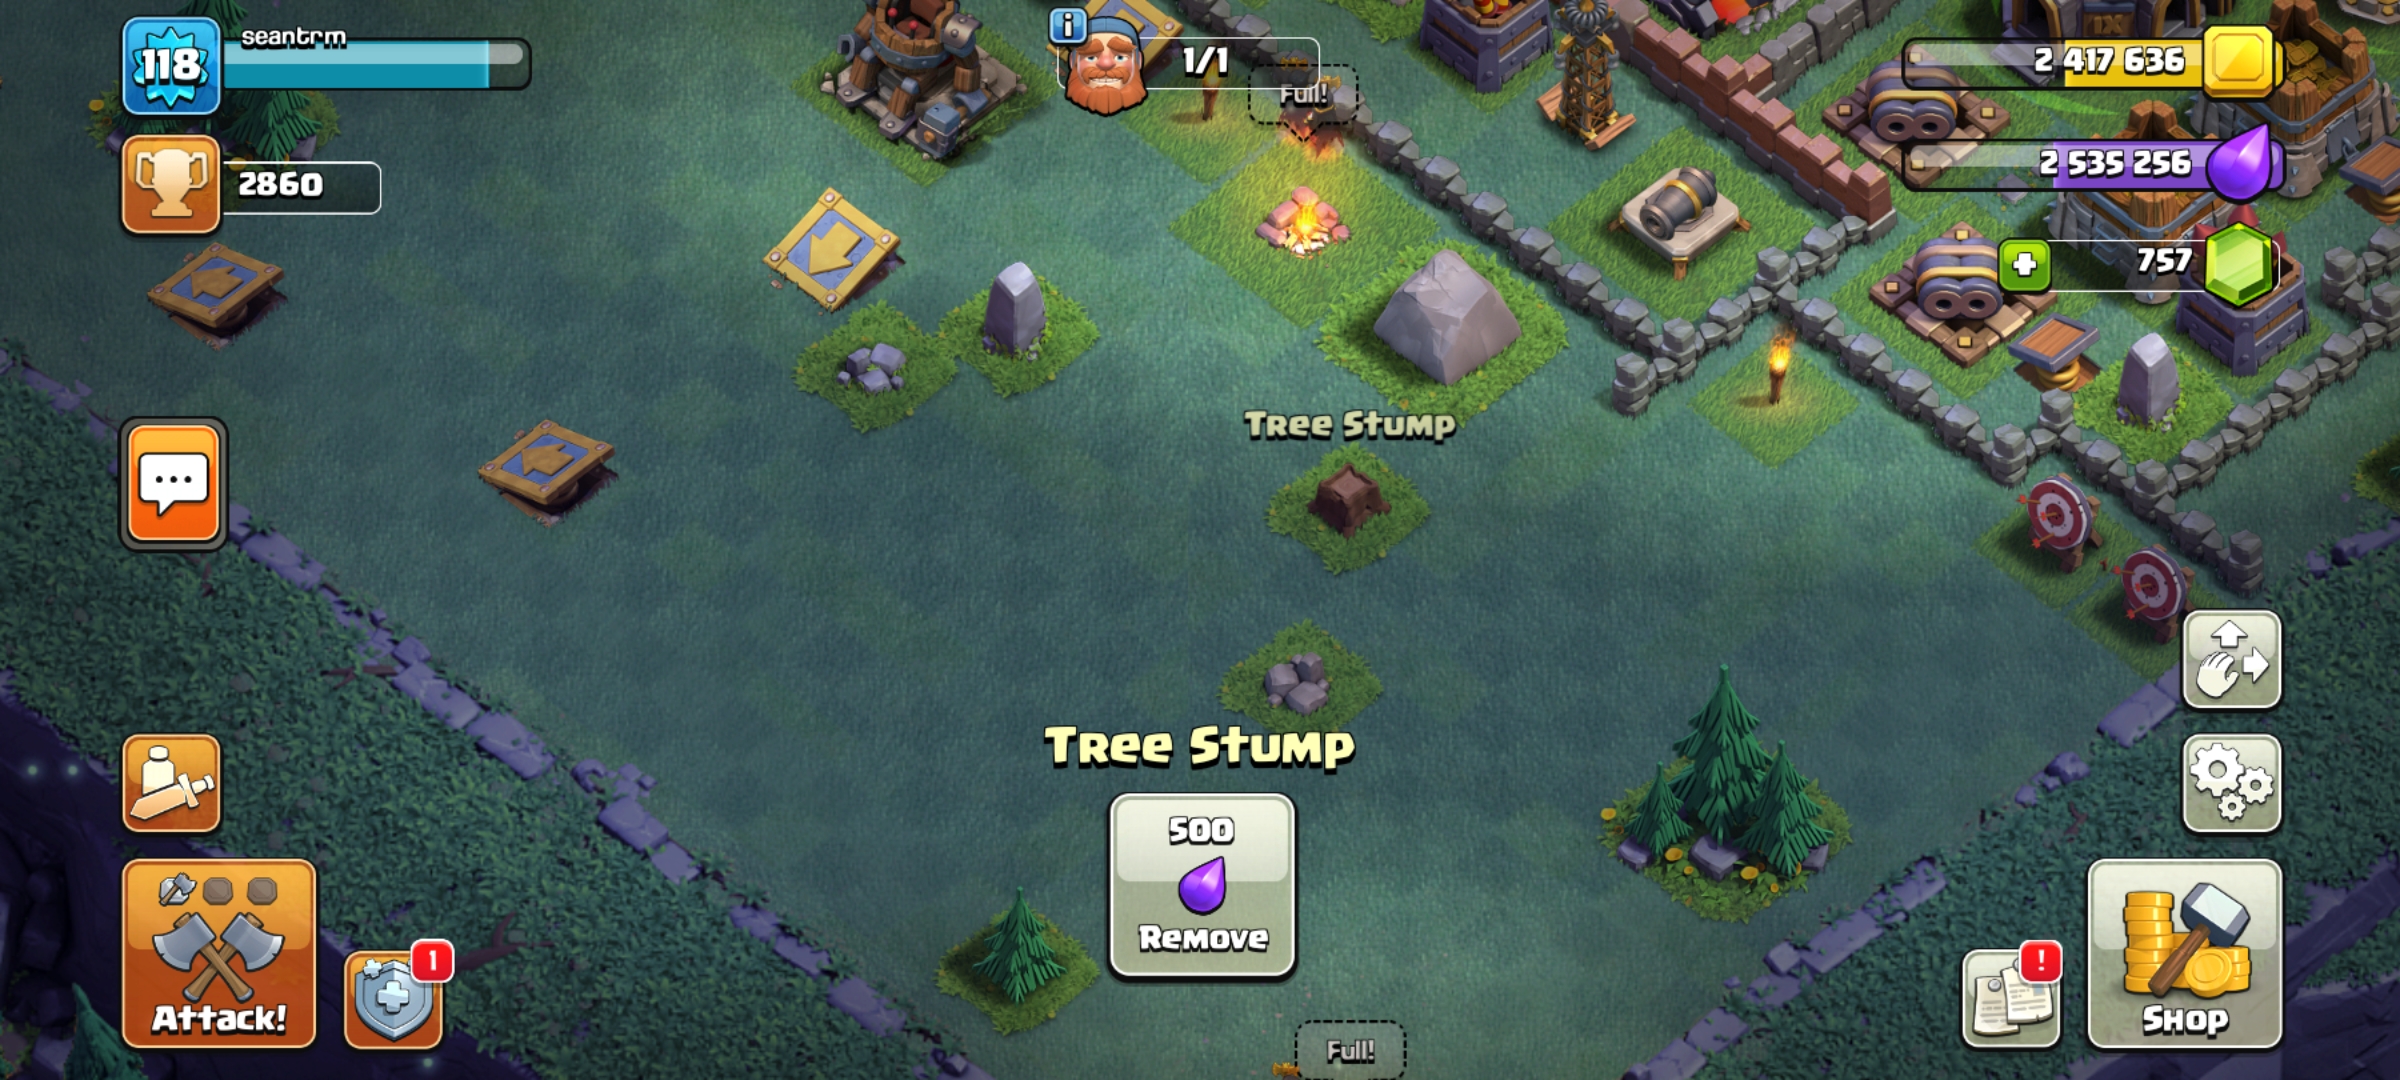 118
seantrm
1/1
2 417 636
Full!
2860
2 535 256
757
Tree Stump
Tree Stump
500
Remove
Attack!
1
!
Shop
Full!